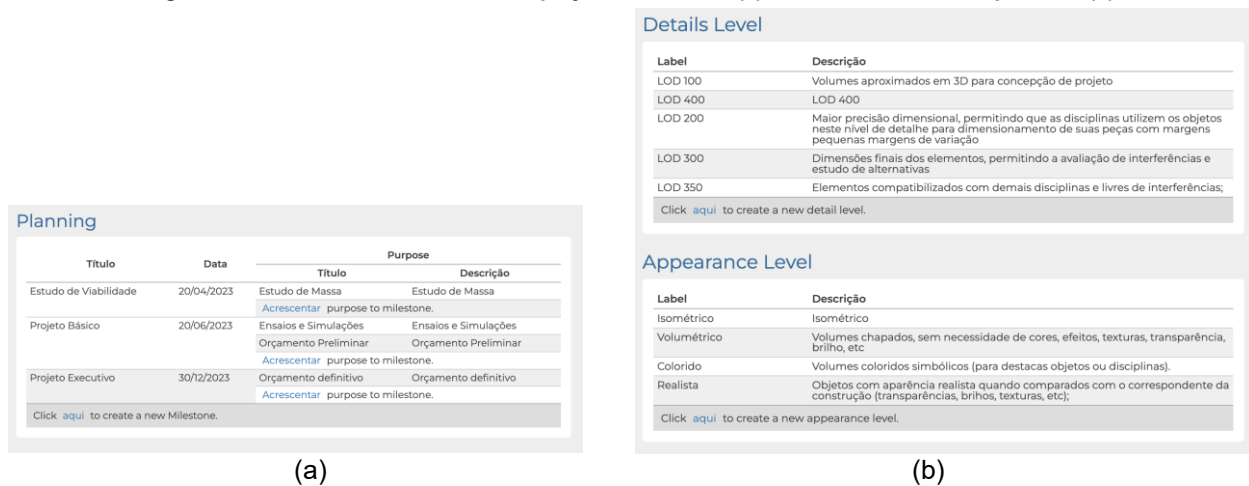 Planning
Título Data Purpose
Título Descrição
Estudo de Viabilidade 20/04/2023 Estudo de Massa Estudo de Massa
Acrescentar purpose to milestone.
Projeto Básico 20/06/2023 Ensaios e Simulações Ensaios e Simulações
Orçamento Preliminar Orçamento Preliminar
Acrescentar purpose to milestone.
Projeto Executivo 30/12/2023 Orçamento definitivo Orçamento definitivo
Acrescentar purpose to milestone.
Click aqui to create a new Milestone.
(a)
Details Level
Label Descrição
LOD 100 Volumes aproximados em 3D para concepção de projeto
LOD 400 LOD 400
LOD 200 Maior precisão dimensional, permitindo que as disciplinas utilizem os objetos
neste nível de detalhe para dimensionamento de suas peças com margens
pequenas margens de variação
LOD 300 Dimensões finais dos elementos, permitindo a avaliação de interferências e
estudo de alternativas
LOD 350 Elementos compatibilizados com demais disciplinas e livres de interferências;
Click aqui to create a new detail level.
Appearance Level
Label Descrição
Isométrico Isométrico
Volumétrico Volumes chapados, sem necessidade de cores, efeitos, texturas, transparência,
brilho, etc
Colorido Volumes coloridos simbólicos (para destacas objetos ou disciplinas).
Realista Objetos com aparência realista quando comparados com o correspondente da
construção (transparências, brihos, texturas, etc);
Click aqui to create a new appearance level.
(b)